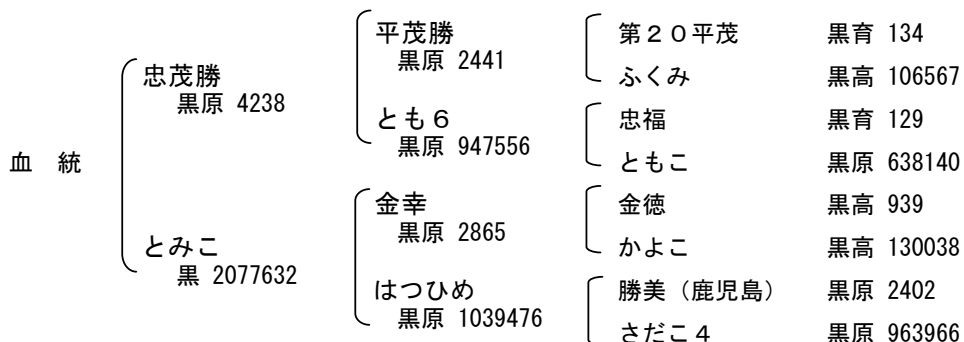 血　統
忠茂勝
黒原 4238
とみこ
黒 2077632
平茂勝
黒原 2441
とも６
黒原 947556
金幸
黒原 2865
はつひめ
黒原 1039476
第２０平茂　黒育 134
ふくみ　黒高 106567
忠福　黒育 129
ともこ　黒原 638140
金徳　黒高 939
かよこ　黒高 130038
勝美（鹿児島）　黒原 2402
さだこ４　黒原 963966